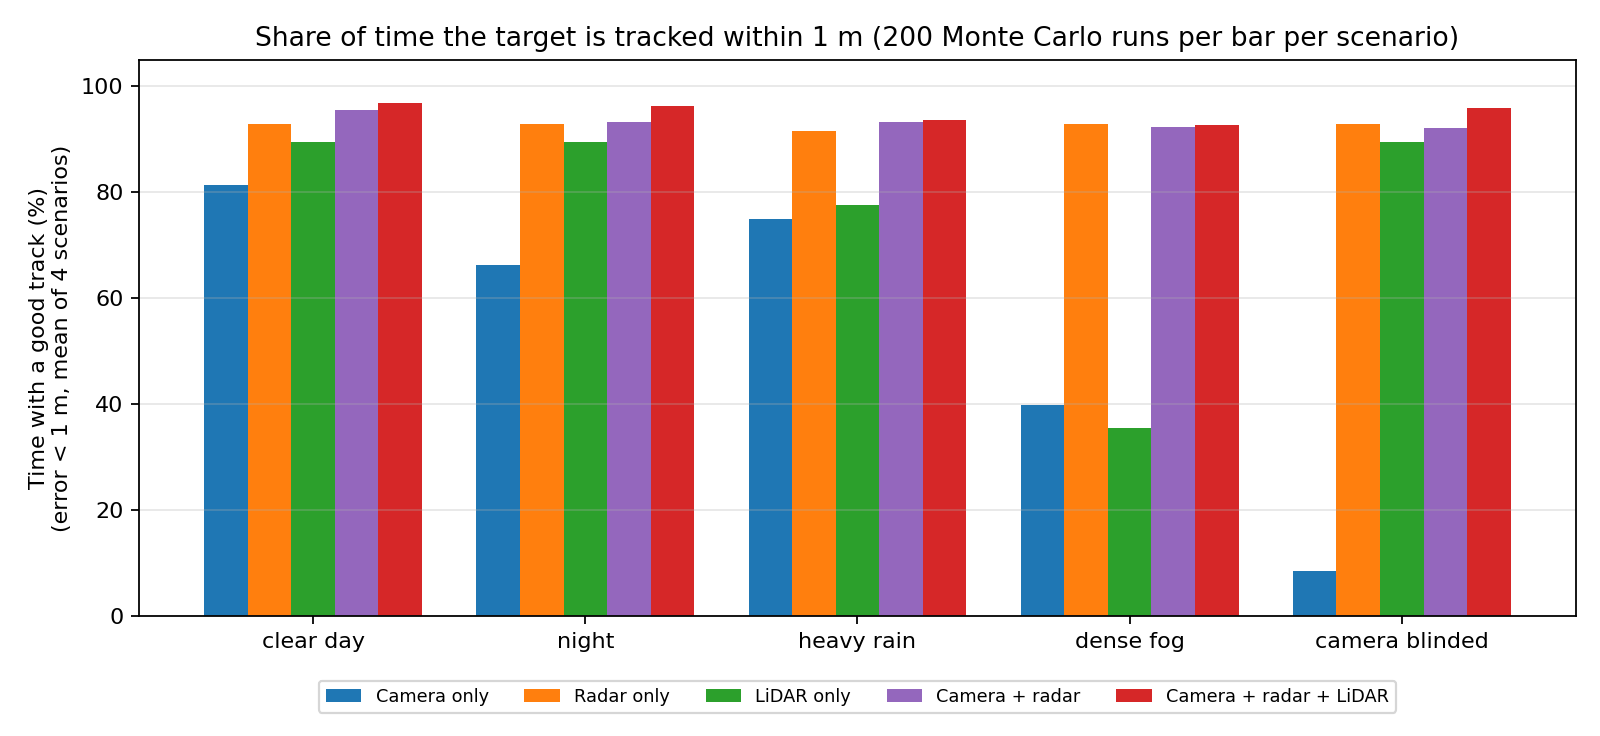 Share of time the target is tracked within 1 m (200 Monte Carlo runs per bar per scenario)
Time with a good track (%)
(error < 1 m, mean of 4 scenarios)
100
80
60
40
20
0
clear day
night
heavy rain
dense fog
camera blinded
Camera only
Radar only
LiDAR only
Camera + radar
Camera + radar + LiDAR